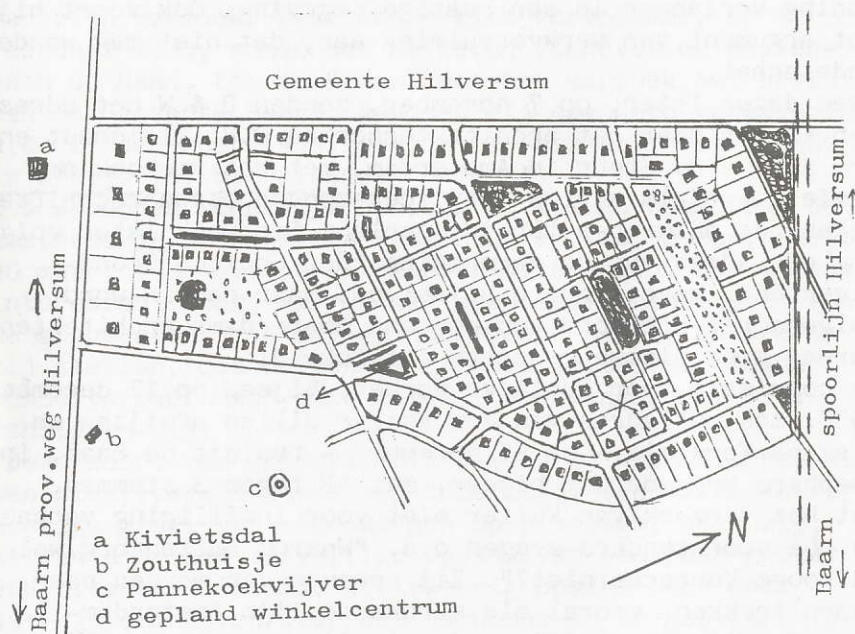 Gemeente Hilversum
a
Baarn prov.weg Hilversum
b
c
d
a Kivietsdal
b Zouthuisje
c Pannekoekvijver
d gepland winkelcentrum
N
Baarn spoorlijn Hilversum